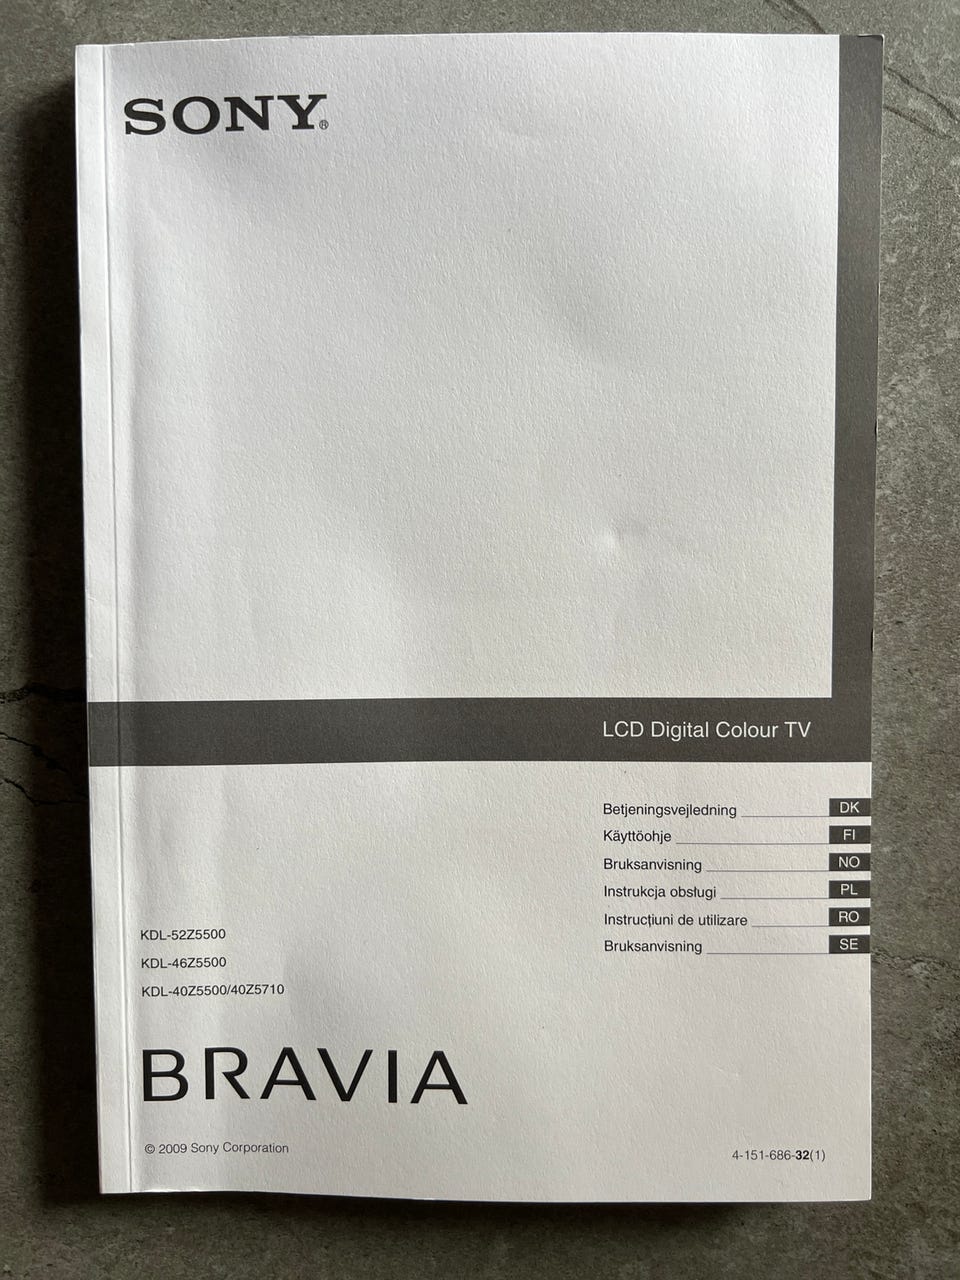 SONY®
LCD Digital Colour TV
Betjeningsvejledning DK
Käyttöohje FI
Bruksanvisning NO
Instrukcja obsługi PL
Instrucțiuni de utilizare RO
Bruksanvisning SE
KDL-52Z5500
KDL-46Z5500
KDL-40Z5500/40Z5710
BRAVIA
© 2009 Sony Corporation
4-151-686-32(1)